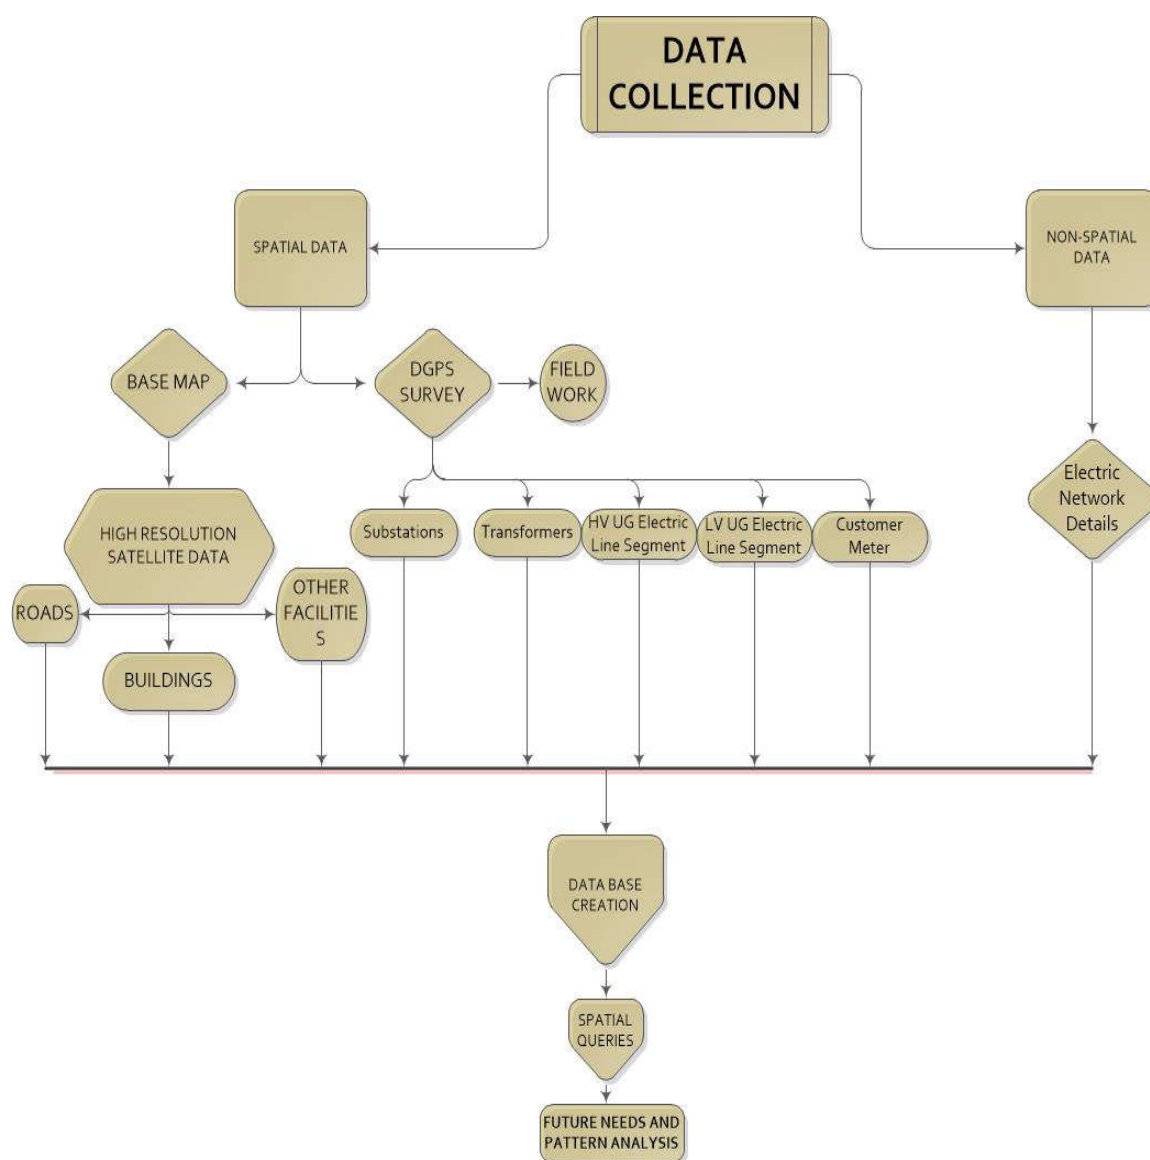 DATA
COLLECTION
SPATIAL DATA
NON-SPATIAL
DATA
BASE MAP
DGPS
SURVEY
FIELD
WORK
HIGH RESOLUTION
SATELLITE DATA
Substations
Transformers
HV UG Electric
Line Segment
LV UG Electric
Line Segment
Customer
Meter
Electric
Network
Details
ROADS
OTHER
FACILITIE
S
BUILDINGS
DATA BASE
CREATION
SPATIAL
QUERIES
FUTURE NEEDS AND
PATTERN ANALYSIS